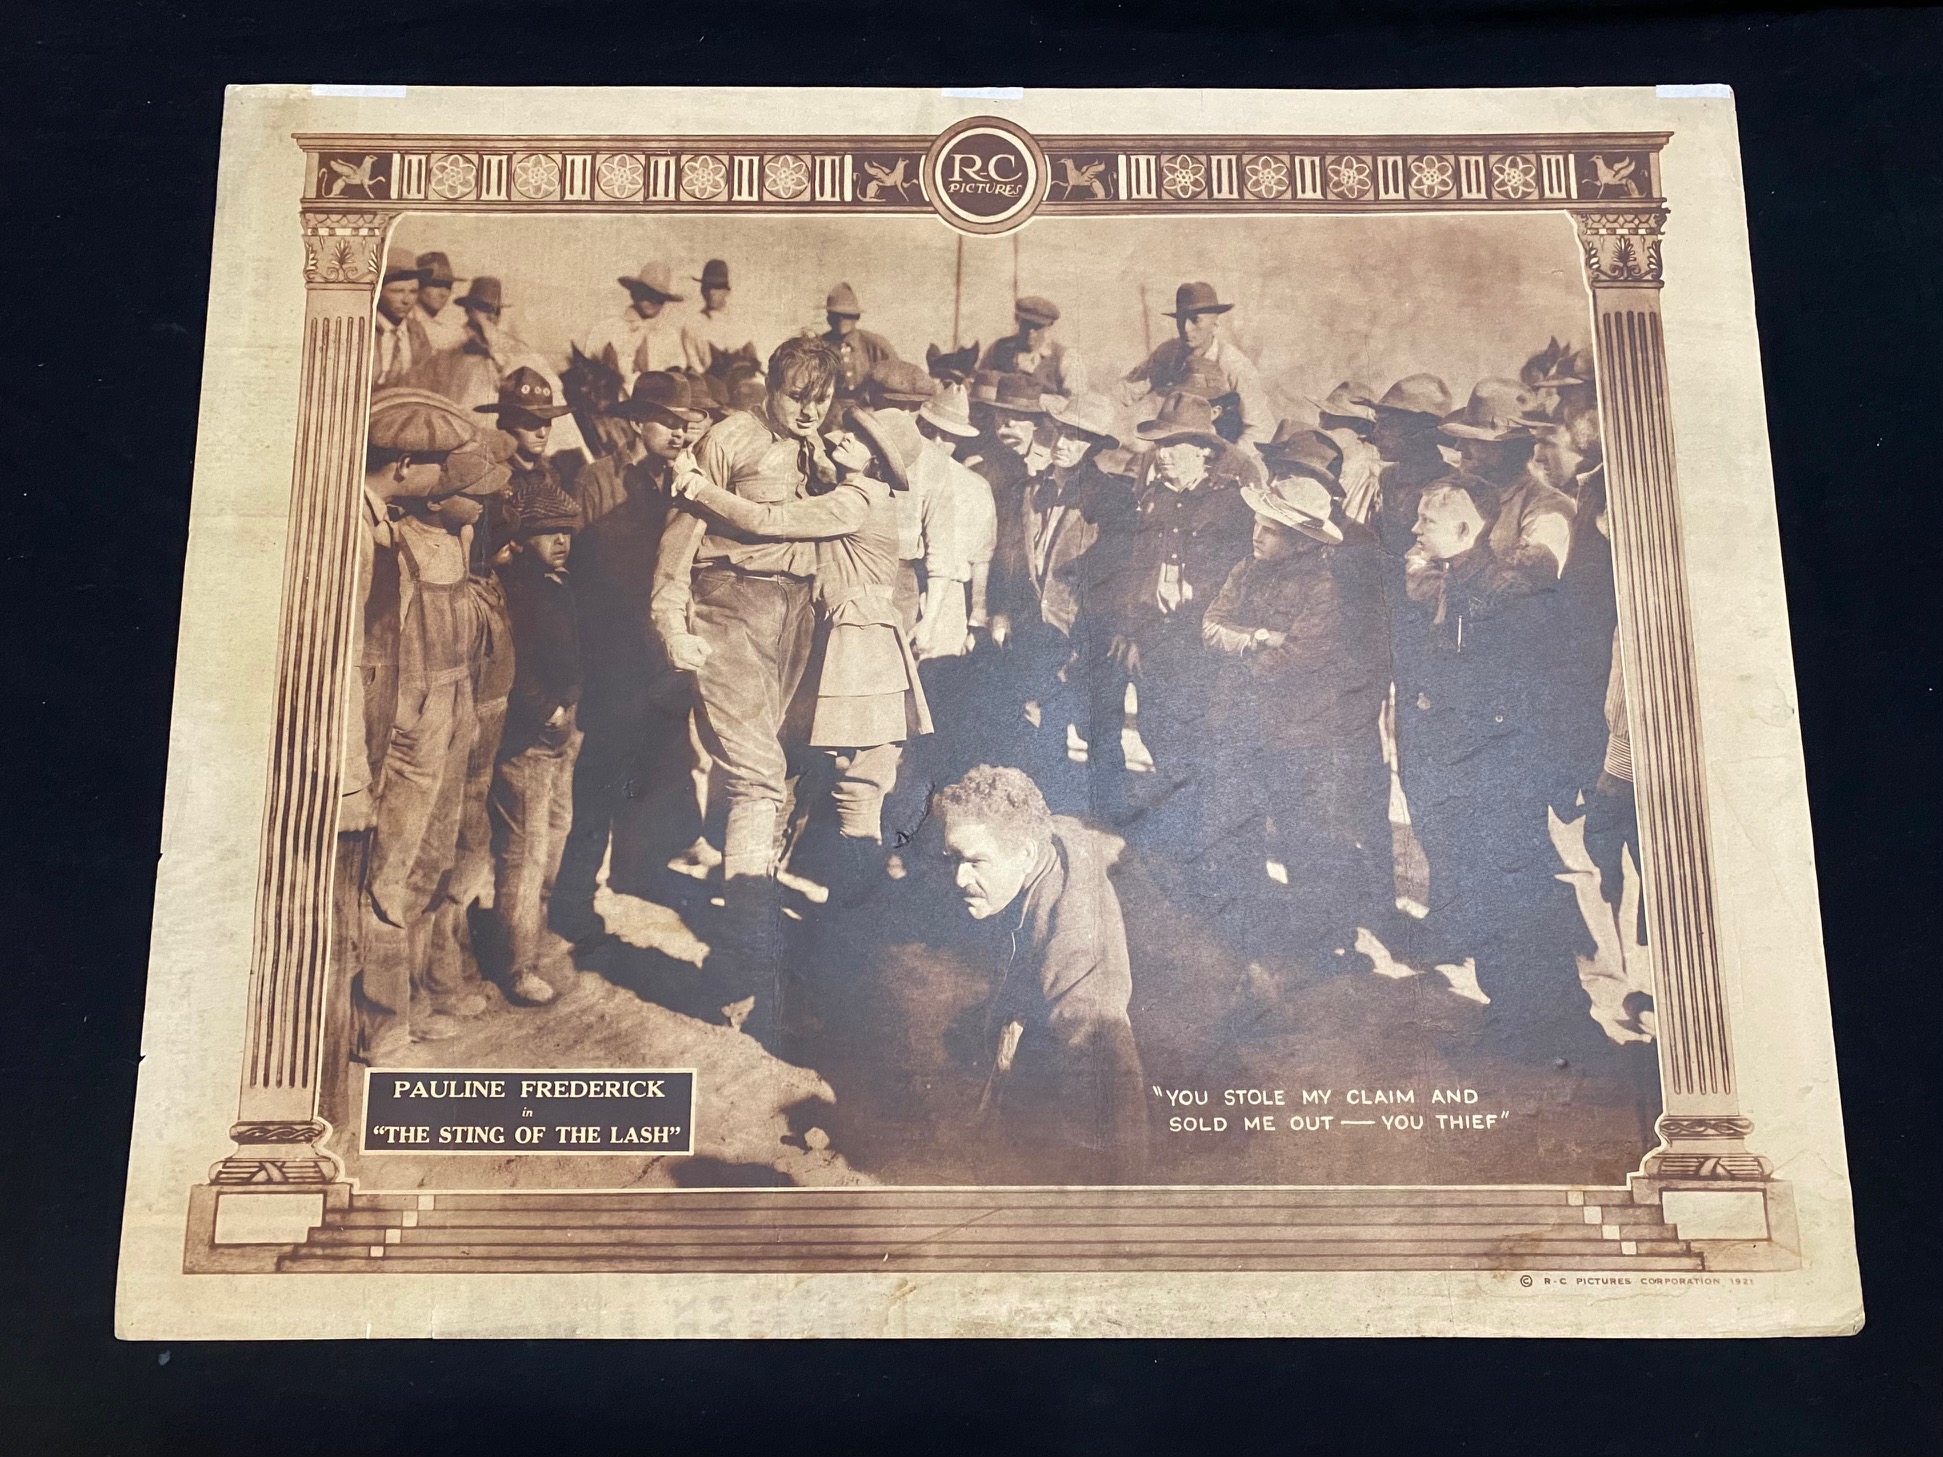 R-C
PICTURES
PAULINE FREDERICK
in
“THE STING OF THE LASH”
"YOU STOLE MY CLAIM AND
SOLD ME OUT — YOU THIEF"
© R-C PICTURES CORPORATION 1921